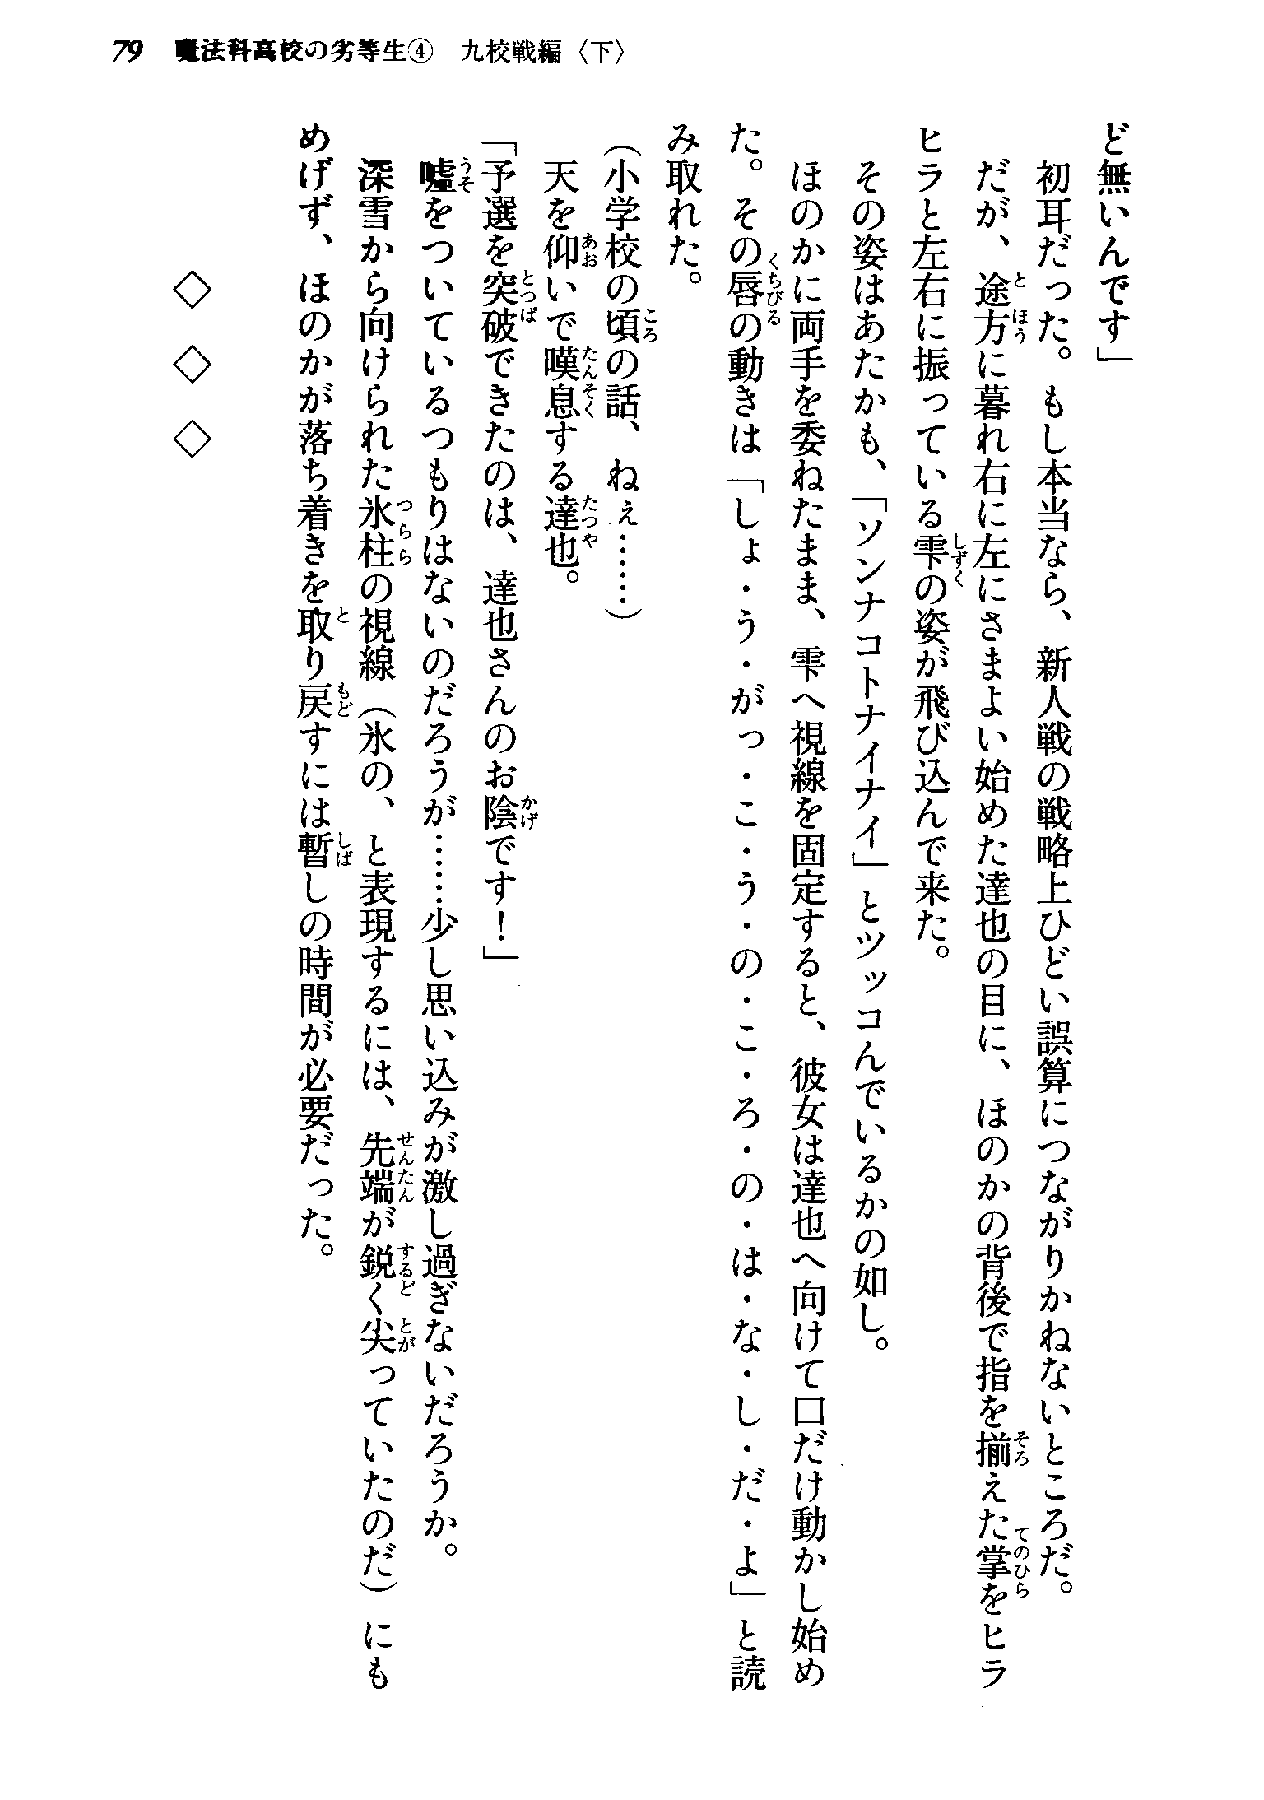 79 魔法科高校の劣等生④ 九校戦編〈下〉
ど無いんです」
初耳だった。もし本当なら、新人戦の戦略上ひどい誤算につながりかねないところだ。
だが、途方に暮れ右に左にさまよい始めた達也の目に、ほのかの背後で指を揃えた掌をヒラ
ヒラと左右に振っている雫の姿が飛び込んで来た。
その姿はあたかも、「ソンナコトナイナイ」とツッコんでいるかの如し。
ほのかに両手を委ねたまま、雫へ視線を固定すると、彼女は達也へ向けて口だけ動かし始め
た。その唇の動きは「しょ・う・がっ・こ・う・の・こ・ろ・の・は・な・し・だ・よ」と読
み取れた。
(小学校の頃の話、ねぇ……)
天を仰いで嘆息する達也。
「予選を突破できたのは、達也さんのお陰です!」
嘘をついているつもりはないのだろうが……少し思い込みが激し過ぎないだろうか。
深雪から向けられた氷柱の視線(氷の、と表現するには、先端が鋭く尖っていたのだ)にも
めげず、ほのかが落ち着きを取り戻すには暫しの時間が必要だった。
◇ ◇ ◇